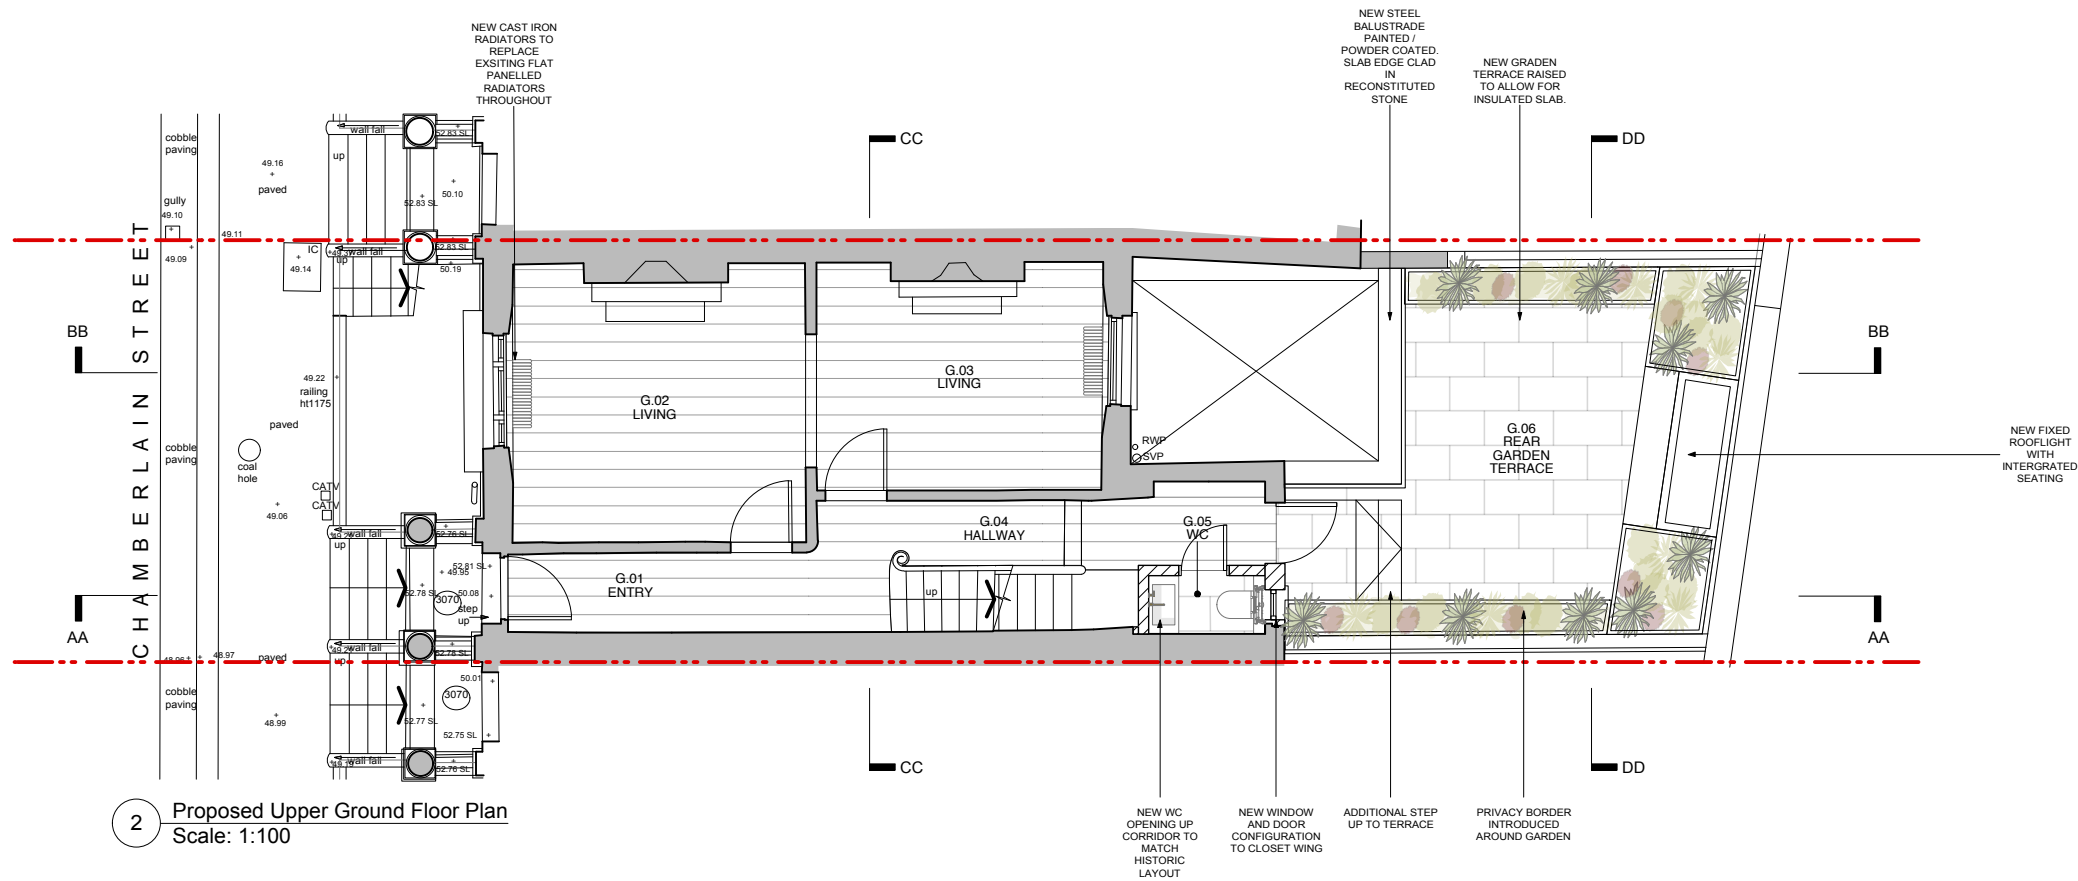 NEW CAST IRON
RADIATORS TO
REPLACE
EXSITING FLAT
PANELLED
RADIATORS
THROUGHOUT
NEW STEEL
BALUSTRADE
PAINTED /
POWDER COATED.
SLAB EDGE CLAD
IN
RECONSTITUTED
STONE
NEW GRADEN
TERRACE RAISED
TO ALLOW FOR
INSULATED SLAB.
CC
DD
cobble
paving
49.16
paved
gully
49.10
49.11
49.09
wall fall
up
52.83 SL
52.83 SL
50.10
52.83 SL
IC
49.14
wall fall
up
50.19
BB
BB
CHAMBERLAIN STREET
49.22
railing
ht1175
paved
cobble
paving
coal
hole
CATV
CATV
49.06
G.02
LIVING
G.03
LIVING
RWP
SVP
G.06
REAR
GARDEN
TERRACE
NEW FIXED
ROOFLIGHT
WITH
INTERGRATED
SEATING
wall fall
up
52.76 SL
52.81 SL
49.95
52.78 SL
50.08
3070
step
up
G.01
ENTRY
G.04
HALLWAY
G.05
WC
up
AA
AA
wall fall
up
52.78 SL
48.96
48.97
paved
cobble
paving
48.99
50.01
3070
52.77 SL
52.75 SL
wall fall
52.76 SL
CC
DD
2
Proposed Upper Ground Floor Plan
Scale: 1:100
NEW WC
OPENING UP
CORRIDOR TO
MATCH
HISTORIC
LAYOUT
NEW WINDOW
AND DOOR
CONFIGURATION
TO CLOSET WING
ADDITIONAL STEP
UP TO TERRACE
PRIVACY BORDER
INTRODUCED
AROUND GARDEN